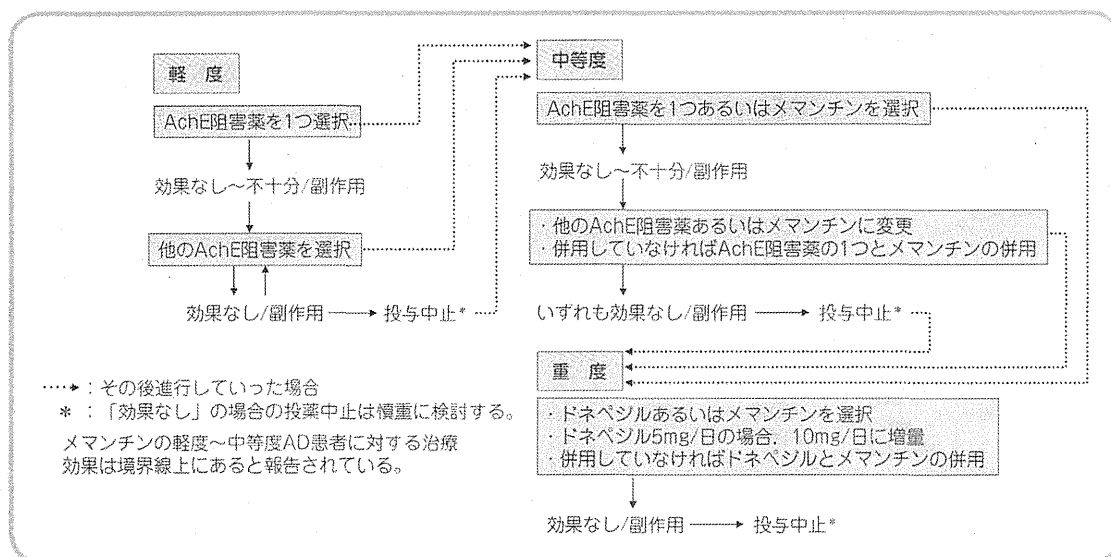 軽 度
AchE阻害薬を1つ選択
効果なし～不十分/副作用
他のAchE阻害薬を選択
効果なし/副作用 → 投与中止*
中等度
AchE阻害薬を1つあるいはメマンチンを選択
効果なし～不十分/副作用
・他のAchE阻害薬あるいはメマンチンに変更
・併用していなければAchE阻害薬の1つとメマンチンの併用
いずれも効果なし/副作用 → 投与中止*
重 度
・ドネペジルあるいはメマンチンを選択
・ドネペジル5mg/日の場合，10mg/日に増量
・併用していなければドネペジルとメマンチンの併用
効果なし/副作用 → 投与中止*
：その後進行していった場合
*：「効果なし」の場合の投薬中止は慎重に検討する。
メマンチンの軽度～中等度AD患者に対する治療
効果は境界線上にあると報告されている。